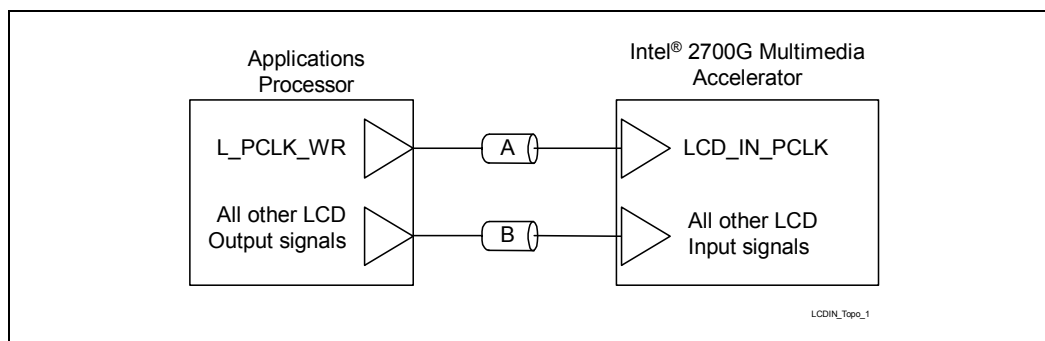 Applications
Processor
Intel® 2700G Multimedia
Accelerator
L_PCLK_WR
A
LCD_IN_PCLK
All other LCD
Output signals
B
All other LCD
Input signals
LCDIN_Topo_1